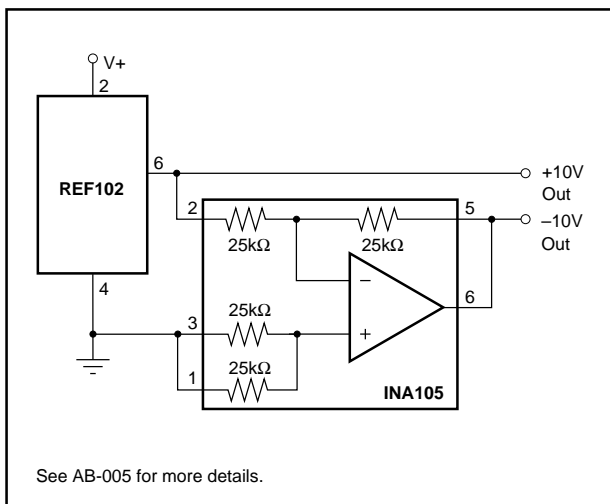 V+
2
6
+10V
Out
REF102
2
5
–10V
Out
25kΩ
25kΩ
4
–
6
3
+
25kΩ
25kΩ
1
INA105
See AB-005 for more details.